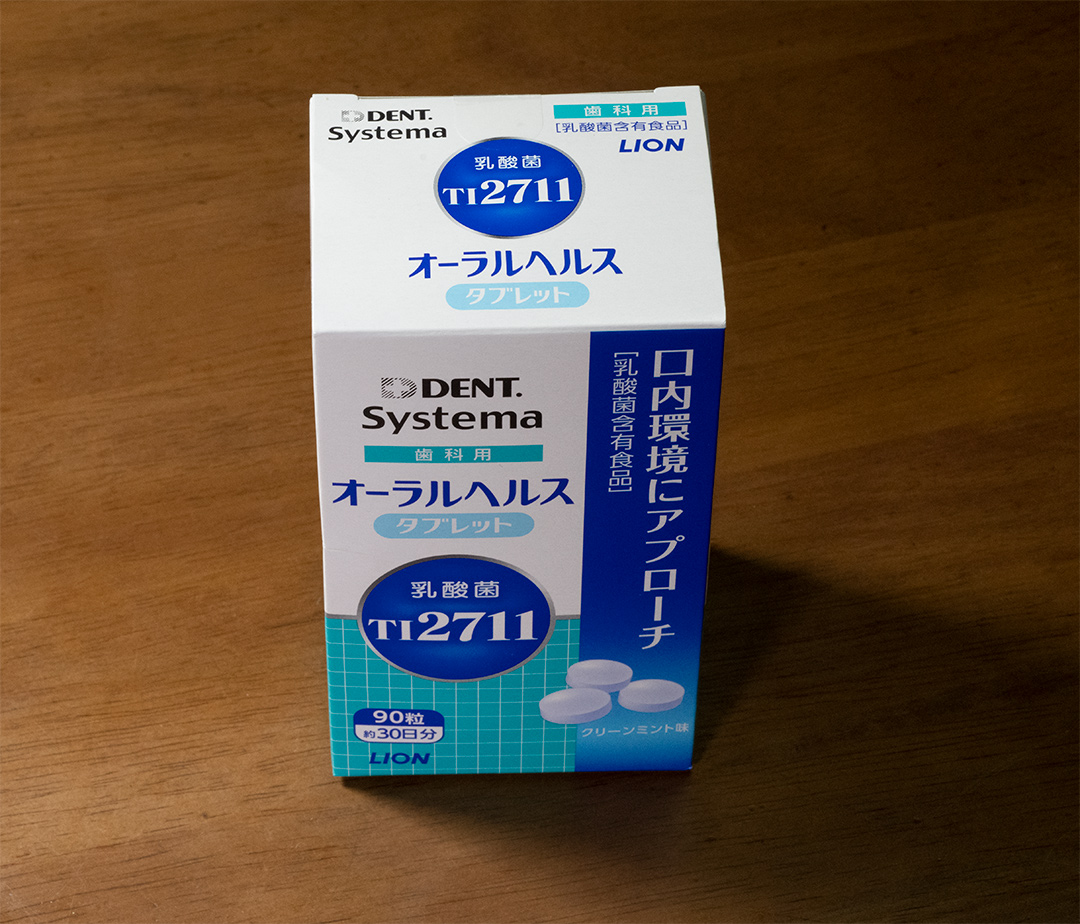 DENT.
Systema
歯科用
[乳酸菌含有食品]
LION
乳酸菌
TI2711
オーラルヘルス
タブレット
DENT.
Systema
歯科用
オーラルヘルス
タブレット
乳酸菌
TI2711
90粒
約30日分
LION
口内環境にアプローチ
[乳酸菌含有食品]
クリーンミント味